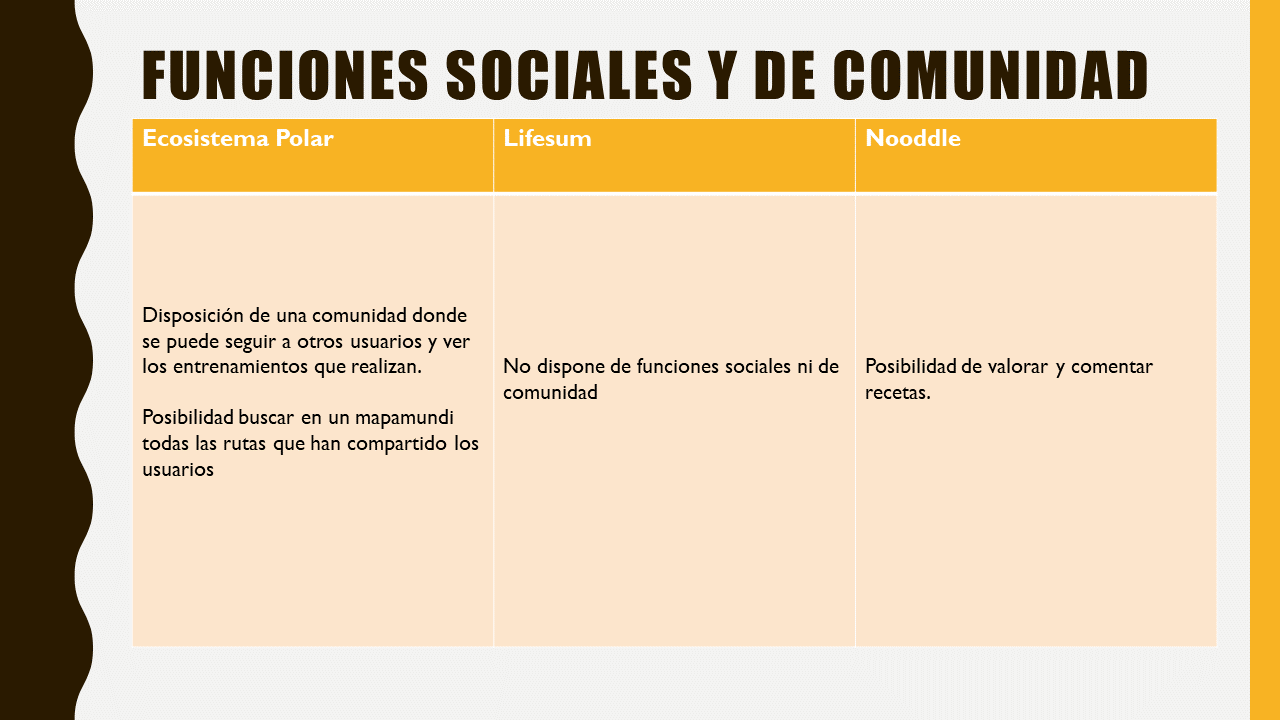 FUNCIONES SOCIALES Y DE COMUNIDAD
Ecosistema Polar
Lifesum
Nooddle
Disposición de una comunidad donde
se puede seguir a otros usuarios y ver
los entrenamientos que realizan.
Posibilidad buscar en un mapamundi
todas las rutas que han compartido los
usuarios
No dispone de funciones sociales ni de
comunidad
Posibilidad de valorar y comentar
recetas.